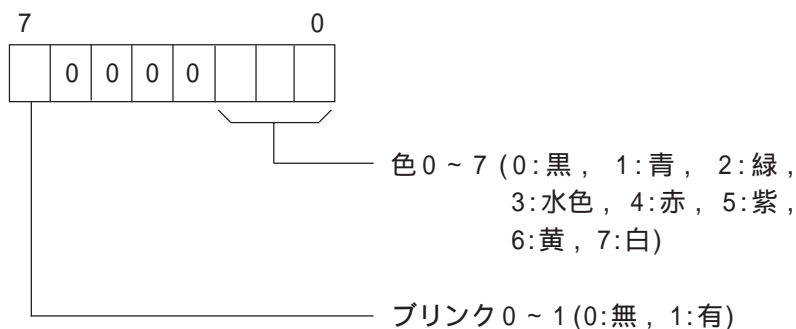 7 0
0 0 0 0
色0 ~ 7 (0:黒 , 1:青 , 2:緑 ,
3:水色 , 4:赤 , 5:紫 ,
6:黄 , 7:白)
ブリンク0 ~ 1 (0:無 , 1:有)